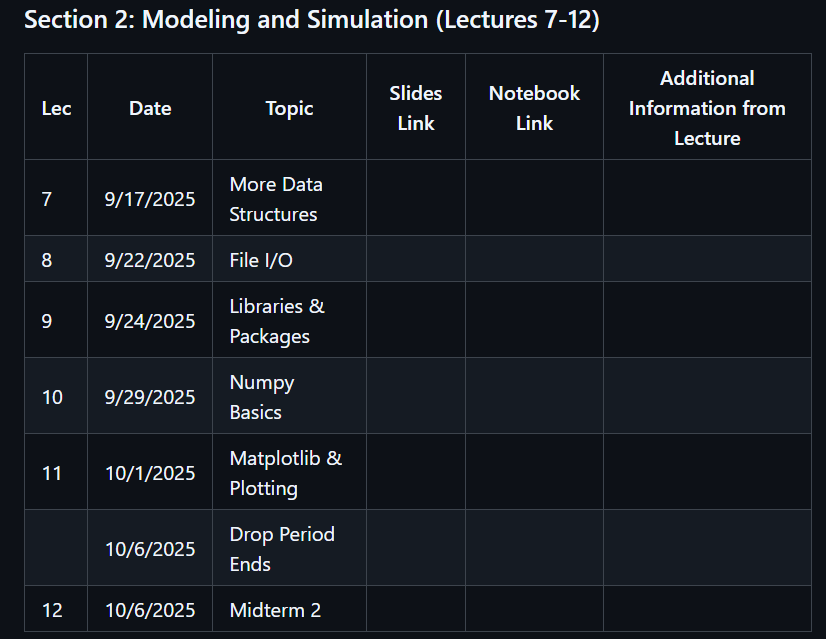 Section 2: Modeling and Simulation (Lectures 7-12)
Lec Date Topic Slides Link Notebook Link Additional Information from Lecture
7 9/17/2025 More Data Structures
8 9/22/2025 File I/O
9 9/24/2025 Libraries & Packages
10 9/29/2025 Numpy Basics
11 10/1/2025 Matplotlib & Plotting
10/6/2025 Drop Period Ends
12 10/6/2025 Midterm 2